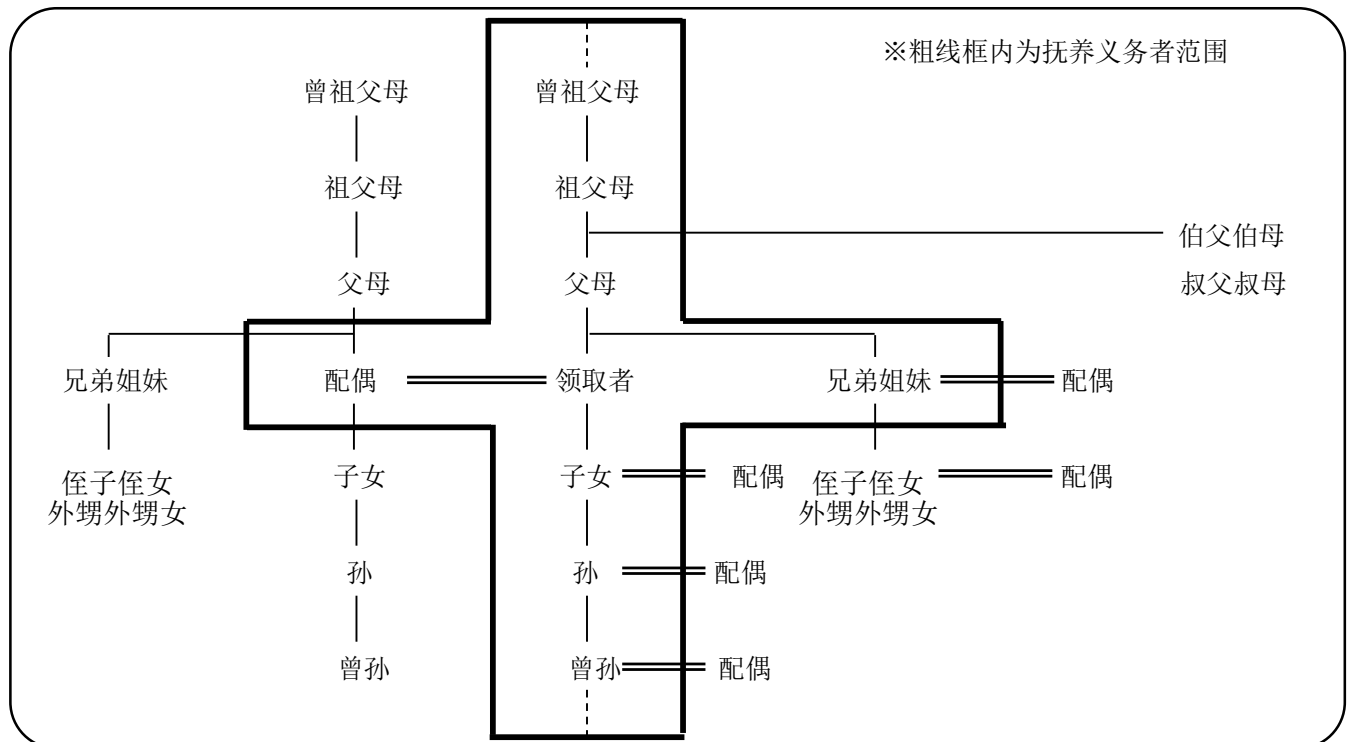 ※粗线框内为抚养义务者范围
曾祖父母 曾祖父母
祖父母 祖父母
伯父伯母
父母 父母 叔父叔母
兄弟姐妹 配偶 领取者 兄弟姐妹 配偶
侄子侄女 子女 子女 配偶 侄子侄女 配偶
外甥外甥女 外甥外甥女
孙 孙 配偶
曾孙 曾孙 配偶